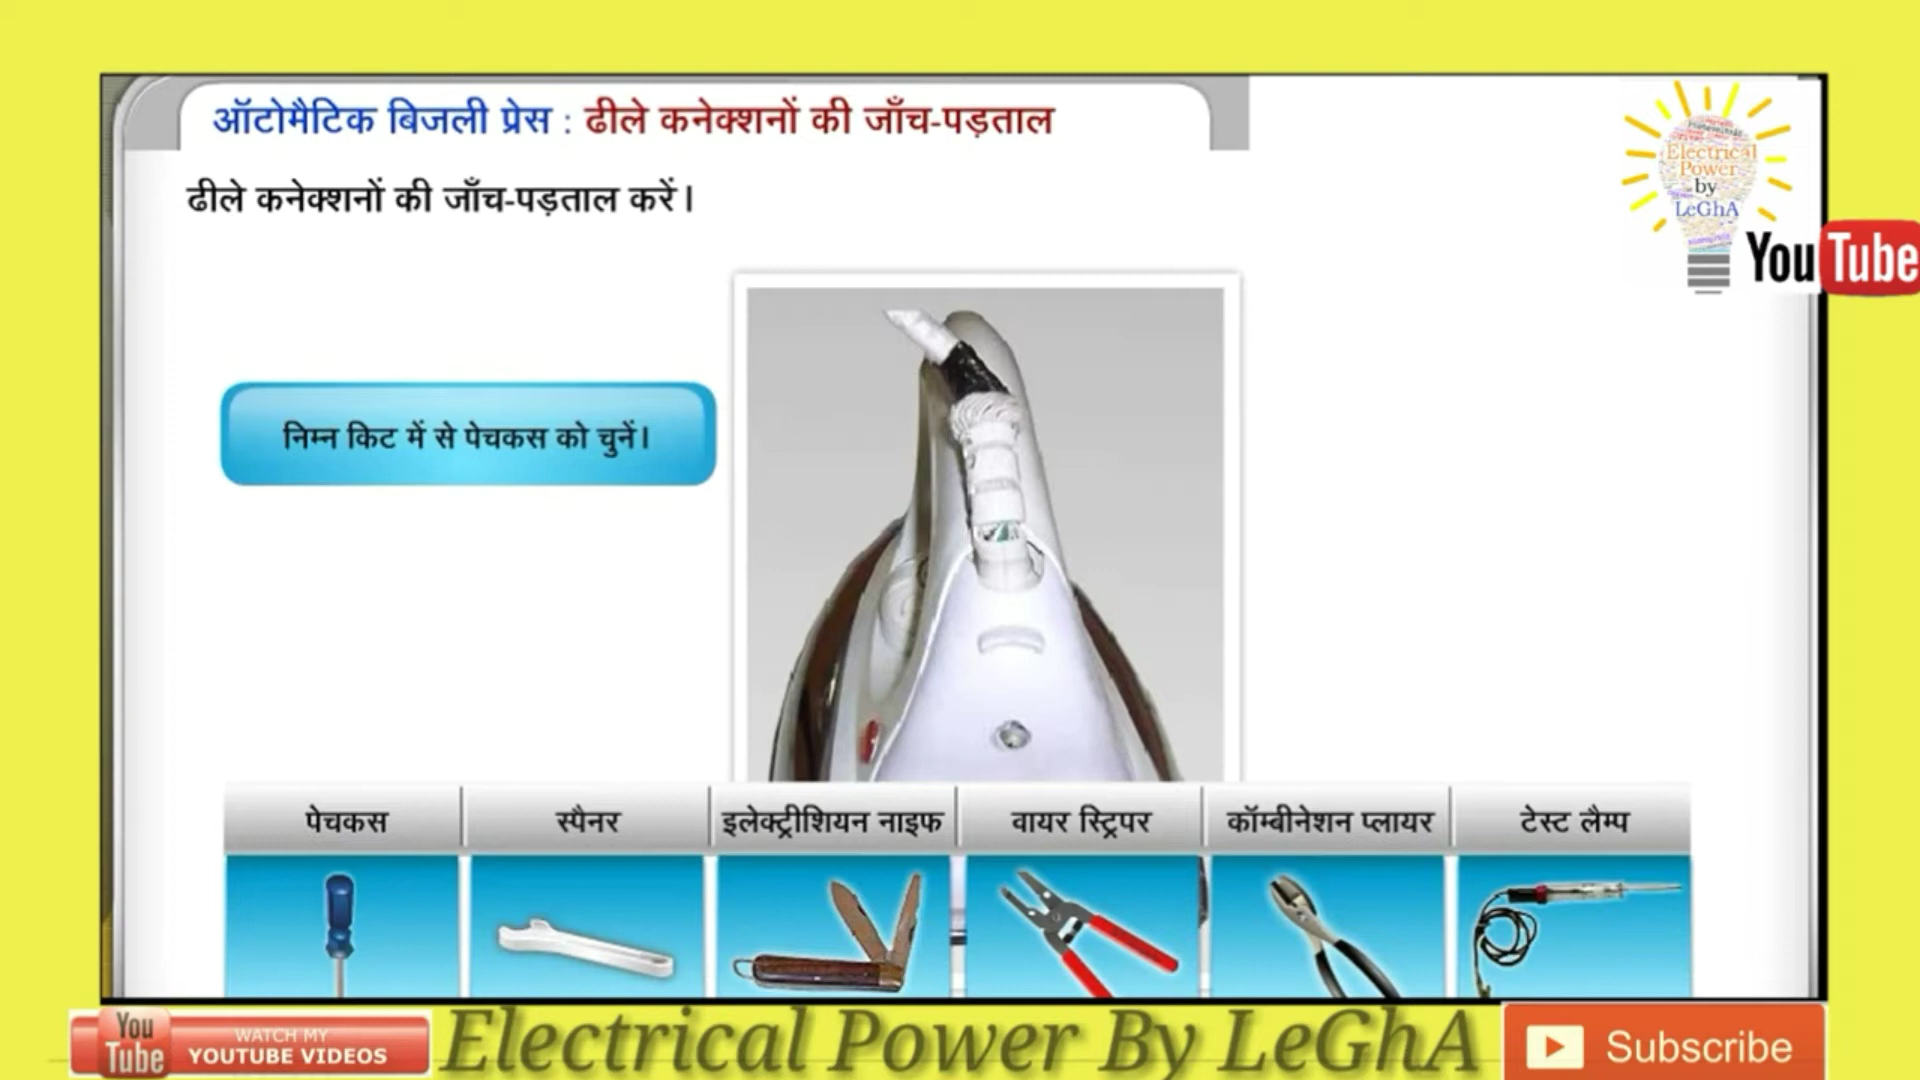 ऑटोमैटिक बिजली प्रेस : ढीले कनेक्शनों की जाँच-पड़ताल
ढीले कनेक्शनों की जाँच-पड़ताल करें।
Electrical
Power
by
LeGhA
YouTube
निम्न किट में से पेचकस को चुनें।
पेचकस
स्पैनर
इलेक्ट्रीशियन नाइफ
वायर स्ट्रिपर
कॉम्बीनेशन प्लायर
टेस्ट लैम्प
You
Tube
WATCH MY
YOUTUBE VIDEOS
Electrical Power By LeGhA
Subscribe